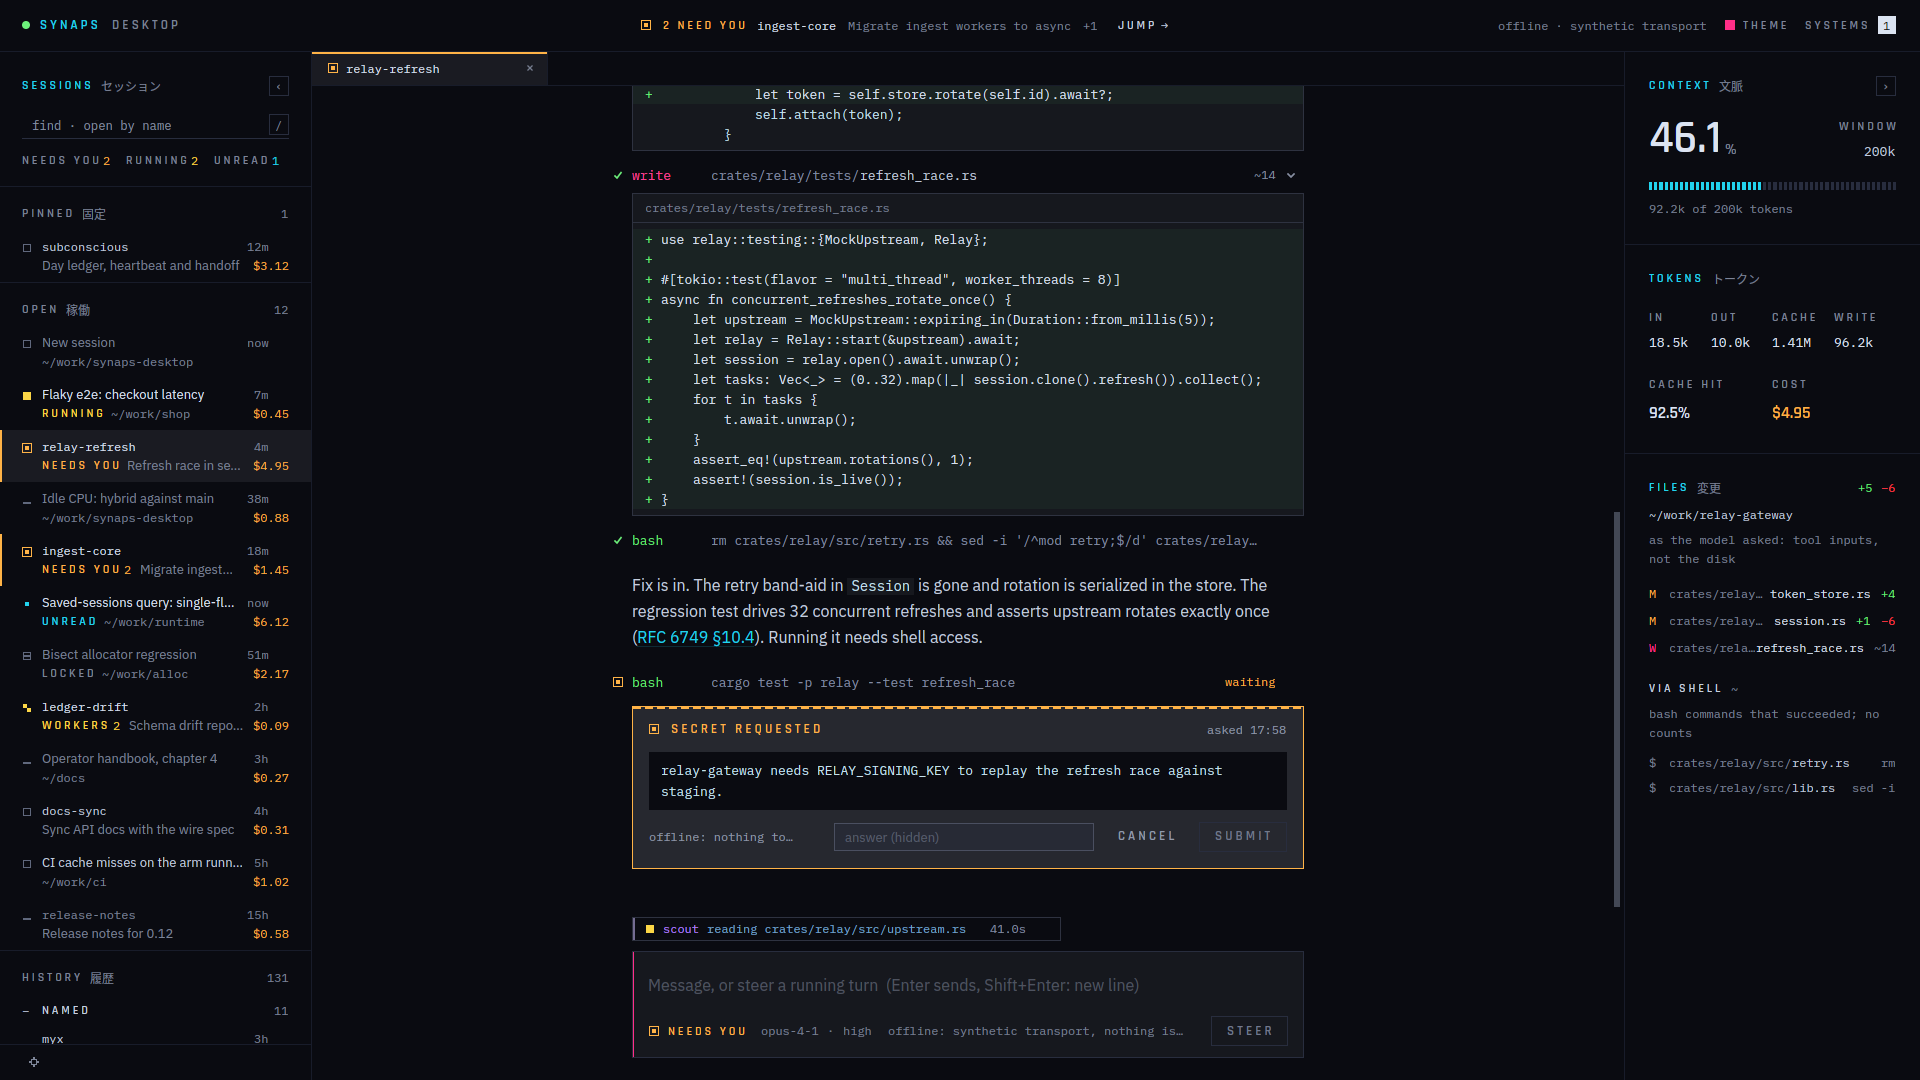 SYNAPS DESKTOP
2 NEED YOU ingest-core Migrate ingest workers to async +1 JUMP →
offline · synthetic transport THEME SYSTEMS 1
SESSIONS セッション ‹
find · open by name /
NEEDS YOU 2 RUNNING 2 UNREAD 1
PINNED 固定 1
subconscious 12m
Day ledger, heartbeat and handoff $3.12
OPEN 稼働 12
New session now
~/work/synaps-desktop
Flaky e2e: checkout latency 7m
RUNNING ~/work/shop $0.45
relay-refresh 4m
NEEDS YOU Refresh race in se… $4.95
Idle CPU: hybrid against main 38m
~/work/synaps-desktop $0.88
ingest-core 18m
NEEDS YOU 2 Migrate ingest… $1.45
Saved-sessions query: single-fl… now
UNREAD ~/work/runtime $6.12
Bisect allocator regression 51m
LOCKED ~/work/alloc $2.17
ledger-drift 2h
WORKERS 2 Schema drift repo… $0.09
Operator handbook, chapter 4 3h
~/docs $0.27
docs-sync 4h
Sync API docs with the wire spec $0.31
CI cache misses on the arm runn… 5h
~/work/ci $1.02
release-notes 15h
Release notes for 0.12 $0.58
HISTORY 履歴 131
– NAMED 11
myx 3h
relay-refresh ×
+ let token = self.store.rotate(self.id).await?;
self.attach(token);
}
✓ write crates/relay/tests/refresh_race.rs ~14
crates/relay/tests/refresh_race.rs
+ use relay::testing::{MockUpstream, Relay};
+
+ #[tokio::test(flavor = "multi_thread", worker_threads = 8)]
+ async fn concurrent_refreshes_rotate_once() {
+ let upstream = MockUpstream::expiring_in(Duration::from_millis(5));
+ let relay = Relay::start(&upstream).await;
+ let session = relay.open().await.unwrap();
+ let tasks: Vec<_> = (0..32).map(|_| session.clone().refresh()).collect();
+ for t in tasks {
+ t.await.unwrap();
+ }
+ assert_eq!(upstream.rotations(), 1);
+ assert!(session.is_live());
+ }
✓ bash rm crates/relay/src/retry.rs && sed -i '/^mod retry;$/d' crates/relay…
Fix is in. The retry band-aid in Session is gone and rotation is serialized in the store. The
regression test drives 32 concurrent refreshes and asserts upstream rotates exactly once
(RFC 6749 §10.4). Running it needs shell access.
bash cargo test -p relay --test refresh_race waiting
SECRET REQUESTED asked 17:58
relay-gateway needs RELAY_SIGNING_KEY to replay the refresh race against
staging.
offline: nothing to… answer (hidden) CANCEL SUBMIT
scout reading crates/relay/src/upstream.rs 41.0s
Message, or steer a running turn (Enter sends, Shift+Enter: new line)
NEEDS YOU opus-4-1 · high offline: synthetic transport, nothing is… STEER
CONTEXT 文脈 ›
46.1% WINDOW
200k
92.2k of 200k tokens
TOKENS トークン
IN OUT CACHE WRITE
18.5k 10.0k 1.41M 96.2k
CACHE HIT COST
92.5% $4.95
FILES 変更 +5 −6
~/work/relay-gateway
as the model asked: tool inputs,
not the disk
M crates/relay… token_store.rs +4
M crates/relay… session.rs +1 −6
W crates/rela…refresh_race.rs ~14
VIA SHELL ~
bash commands that succeeded; no
counts
$ crates/relay/src/retry.rs rm
$ crates/relay/src/lib.rs sed -i